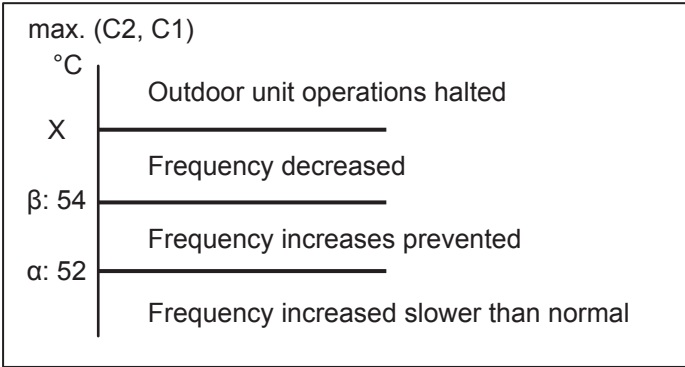 max. (C2, C1)
°C
Outdoor unit operations halted
X
Frequency decreased
β: 54
Frequency increases prevented
α: 52
Frequency increased slower than normal